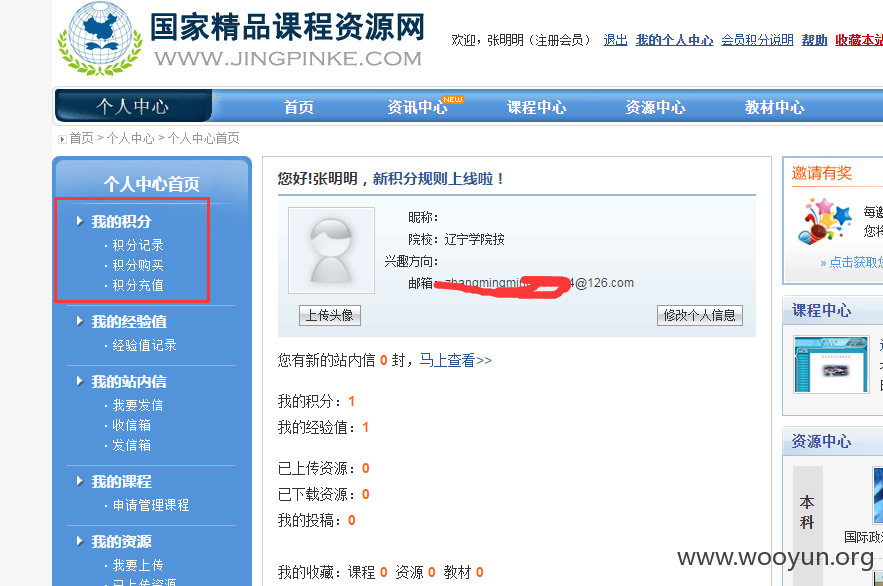 国家精品课程资源网
WWW.JINGPINKE.COM
欢迎，张明明（注册会员） 退出 我的个人中心 会员积分说明 帮助 收藏本站
个人中心 首页 资讯中心 NEW 课程中心 资源中心 教材中心
首页 > 个人中心 > 个人中心首页
个人中心首页
我的积分
· 积分记录
· 积分购买
· 积分充值
我的经验值
· 经验值记录
我的站内信
· 我要发信
· 收信箱
· 发信箱
我的课程
· 申请管理课程
我的资源
· 我要上传
· 已上传资源
您好!张明明，新积分规则上线啦！
昵称：
院校：辽宁学院按
兴趣方向：
邮箱：
4@126.com
上传头像 修改个人信息
您有新的站内信 0 封，马上查看>>
我的积分：1
我的经验值：1
已上传资源：0
已下载资源：0
我的投稿：0
我的收藏：课程 0 资源 0 教材 0
邀请有奖
每邀
您将
» 点击获取您
课程中心
资源中心
本
科
国际政治
www.wooyun.org